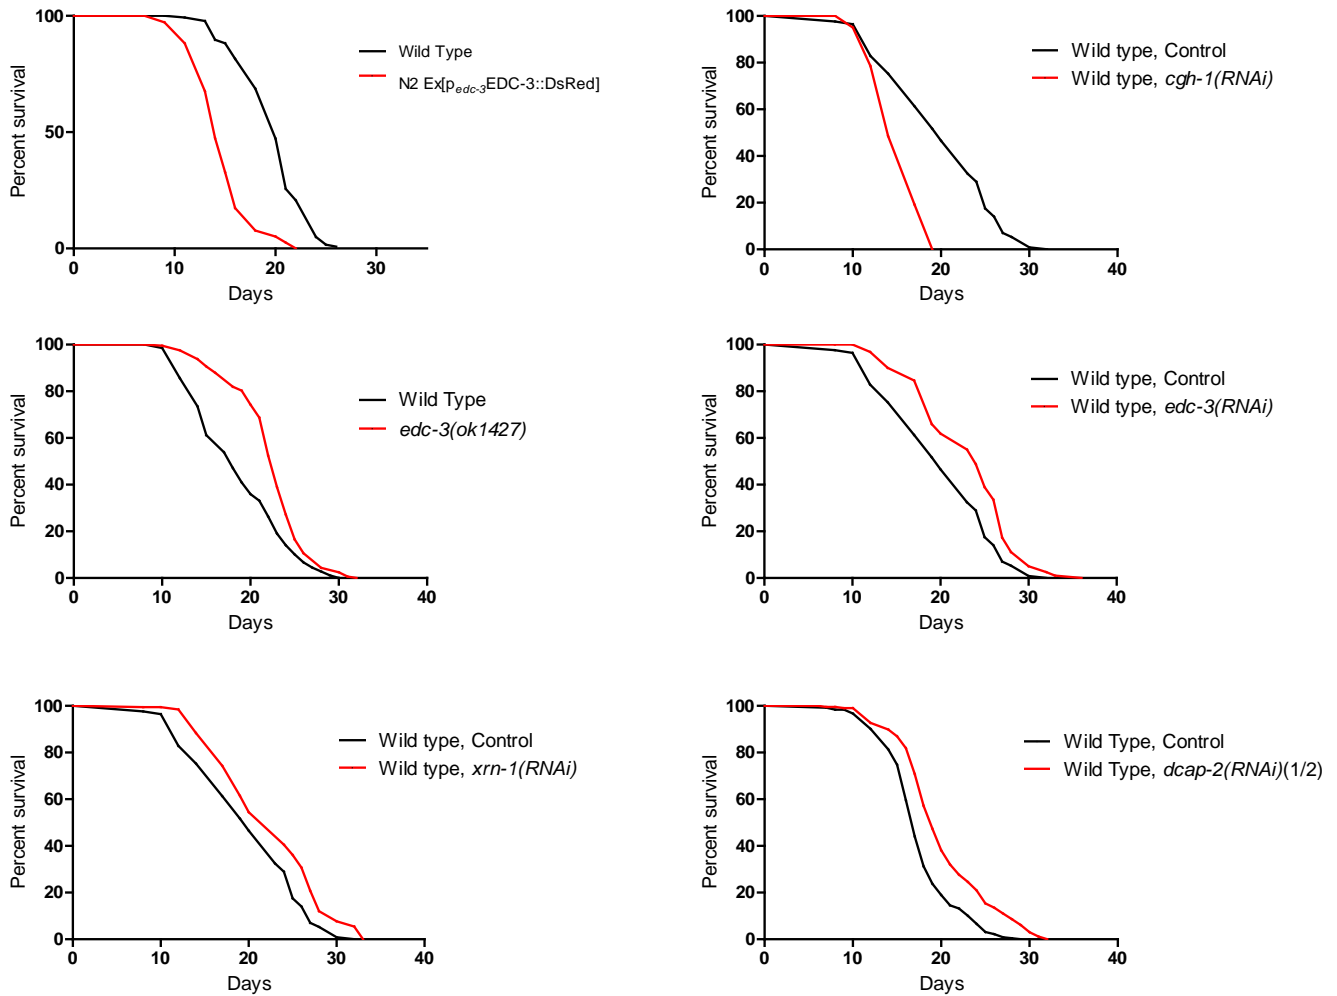 Percent survival
100
50
0
0 10 20 30
Days
Wild Type
N2 Ex[pedc-3EDC-3::DsRed]
Percent survival
100
80
60
40
20
0
0 10 20 30 40
Days
Wild type, Control
Wild type, cgh-1(RNAi)
Percent survival
100
80
60
40
20
0
0 10 20 30 40
Days
Wild Type
edc-3(ok1427)
Percent survival
100
80
60
40
20
0
0 10 20 30 40
Days
Wild type, Control
Wild type, edc-3(RNAi)
Percent survival
100
80
60
40
20
0
0 10 20 30 40
Days
Wild type, Control
Wild type, xrn-1(RNAi)
Percent survival
100
80
60
40
20
0
0 10 20 30 40
Days
Wild Type, Control
Wild Type, dcap-2(RNAi)(1/2)